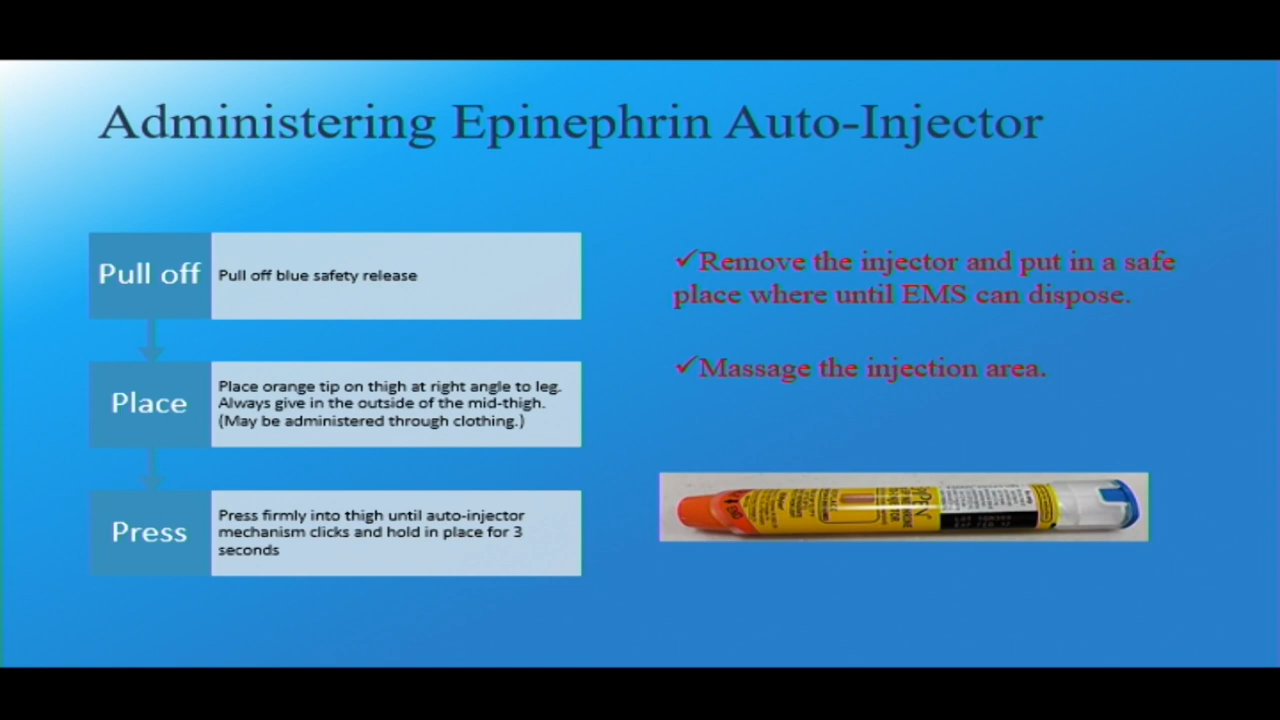 Administering Epinephrin Auto-Injector
Pull off
Pull off blue safety release
Place
Place orange tip on thigh at right angle to leg.
Always give in the outside of the mid-thigh.
(May be administered through clothing.)
Press
Press firmly into thigh until auto-injector
mechanism clicks and hold in place for 3
seconds
✓Remove the injector and put in a safe
place where until EMS can dispose.
✓Massage the injection area.